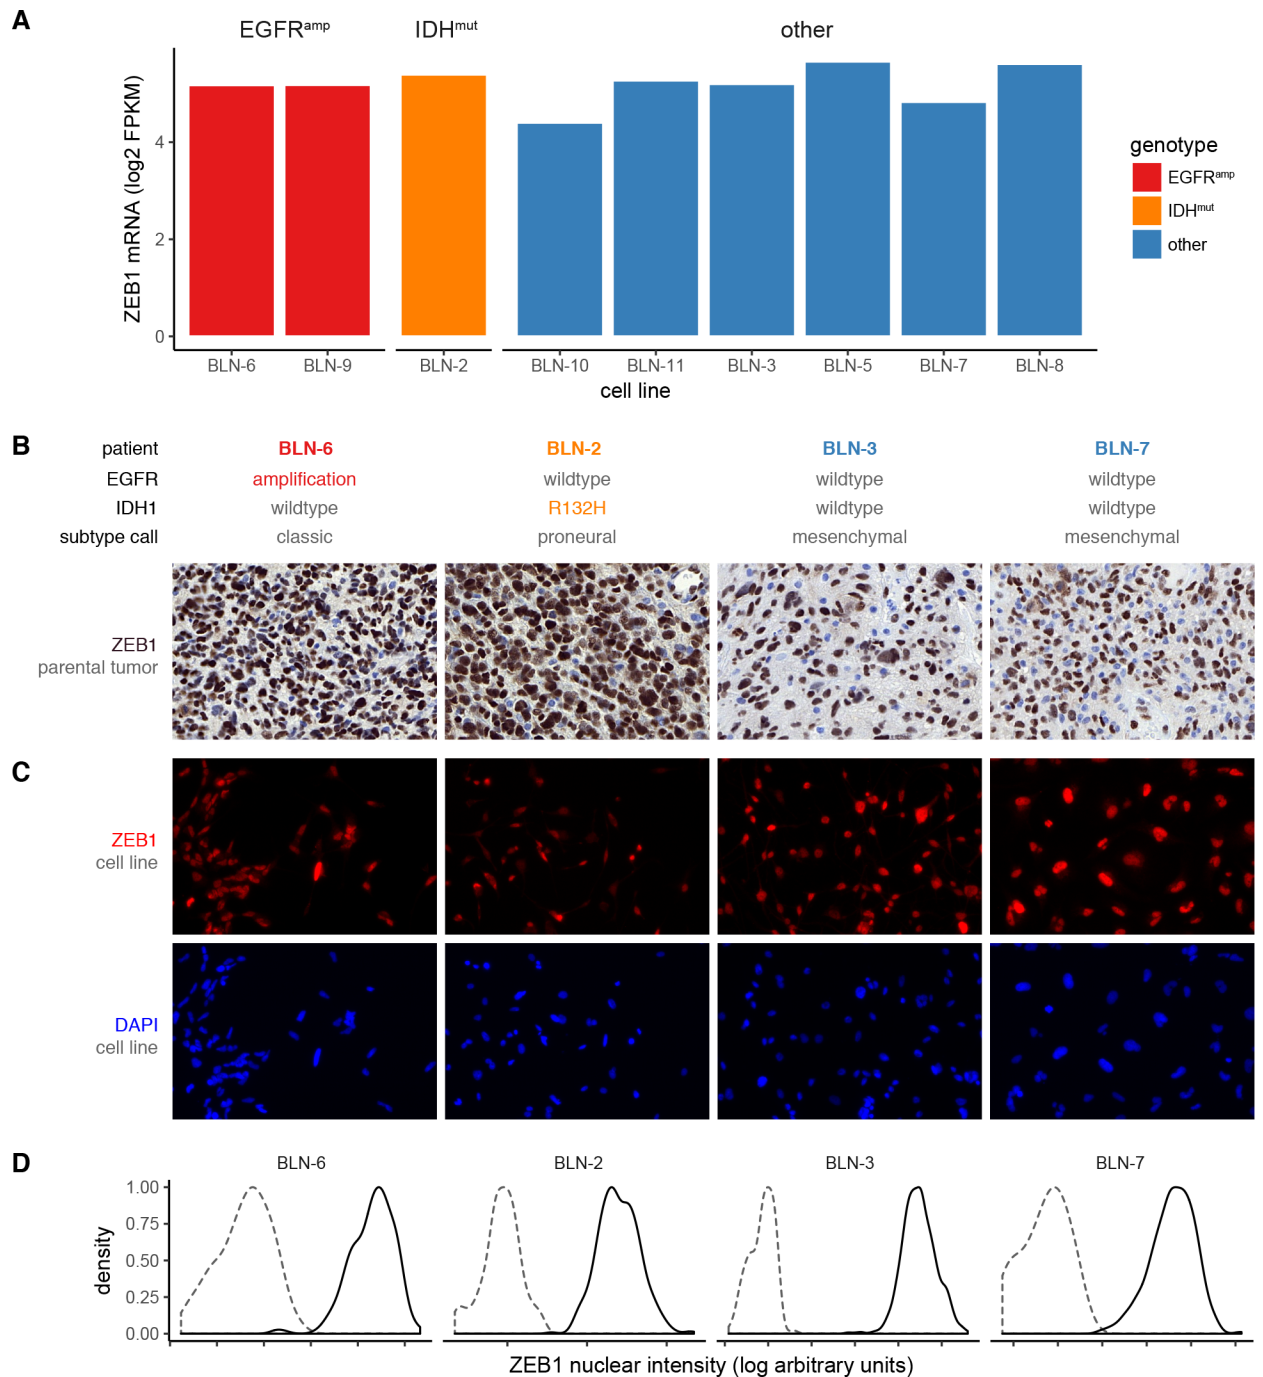 A
EGFRamp IDHmut other
ZEB1 mRNA (log2 FPKM)
4
2
0
BLN-6 BLN-9 BLN-2 BLN-10 BLN-11 BLN-3 BLN-5 BLN-7 BLN-8
cell line
genotype
EGFRamp
IDHmut
other
B
patient BLN-6 BLN-2 BLN-3 BLN-7
EGFR amplification wildtype wildtype wildtype
IDH1 wildtype R132H wildtype wildtype
subtype call classic proneural mesenchymal mesenchymal
ZEB1
parental tumor
C
ZEB1
cell line
DAPI
cell line
D
BLN-6 BLN-2 BLN-3 BLN-7
density
1.00
0.75
0.50
0.25
0.00
ZEB1 nuclear intensity (log arbitrary units)